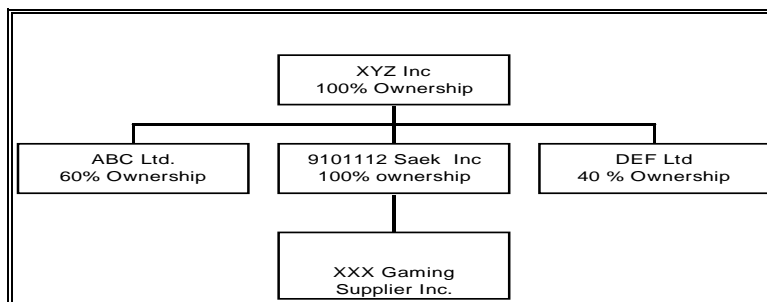 XYZ Inc
100% Ownership
ABC Ltd.
60% Ownership
9101112 Saek Inc
100% ownership
DEF Ltd
40 % Ownership
XXX Gaming
Supplier Inc.